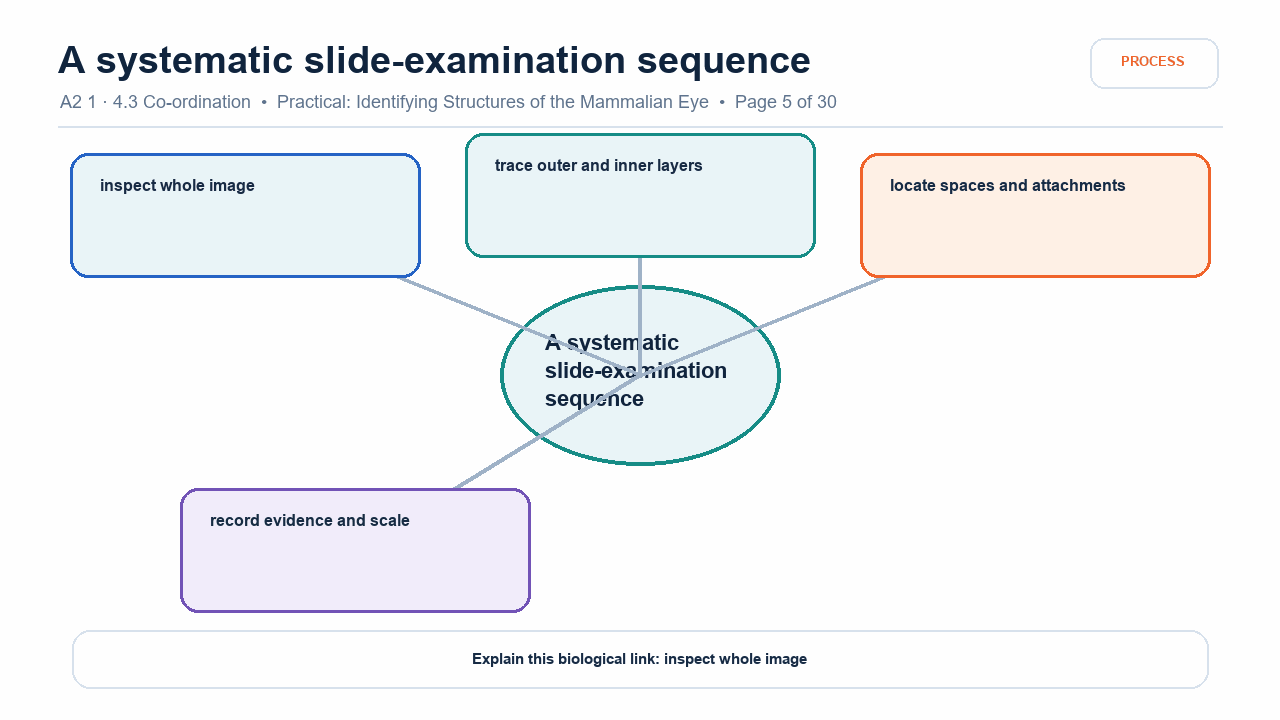 A systematic slide-examination sequence
PROCESS
A2 1 · 4.3 Co-ordination • Practical: Identifying Structures of the Mammalian Eye • Page 5 of 30
inspect whole image
trace outer and inner layers
locate spaces and attachments
A systematic
slide-examination
sequence
record evidence and scale
Explain this biological link: inspect whole image